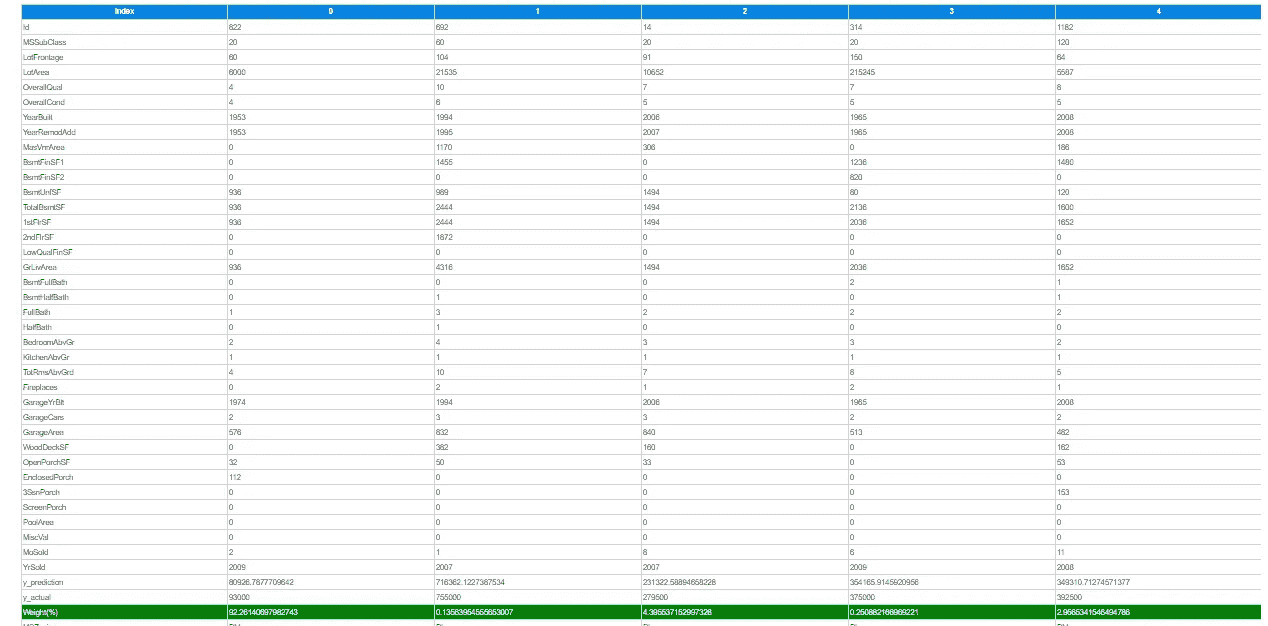 Index 0 1 2 3 4
Id 822 692 14 314 1182
MSSubClass 20 60 20 20 120
LotFrontage 60 104 91 150 64
LotArea 6000 21535 10652 215245 5587
OverallQual 4 10 7 7 8
OverallCond 4 6 5 5 5
YearBuilt 1953 1994 2006 1965 2008
YearRemodAdd 1953 1995 2007 1965 2008
MasVnrArea 0 1170 306 0 186
BsmtFinSF1 0 1455 0 1236 1480
BsmtFinSF2 0 0 0 820 0
BsmtUnfSF 936 989 1494 80 120
TotalBsmtSF 936 2444 1494 2136 1600
1stFlrSF 936 2444 1494 2036 1652
2ndFlrSF 0 1872 0 0 0
LowQualFinSF 0 0 0 0 0
GrLivArea 936 4316 1494 2036 1652
BsmtFullBath 0 0 0 2 1
BsmtHalfBath 0 1 0 0 1
FullBath 1 3 2 2 2
HalfBath 0 1 0 0 0
BedroomAbvGr 2 4 3 3 2
KitchenAbvGr 1 1 1 1 1
TotRmsAbvGrd 4 10 7 8 5
Fireplaces 0 2 1 2 1
GarageYrBlt 1974 1994 2006 1965 2008
GarageCars 2 3 3 2 2
GarageArea 576 832 840 513 482
WoodDeckSF 0 382 160 0 162
OpenPorchSF 32 50 33 0 53
EnclosedPorch 112 0 0 0 0
3SsnPorch 0 0 0 0 153
ScreenPorch 0 0 0 0 0
PoolArea 0 0 0 0 0
MiscVal 0 0 0 0 0
MoSold 2 1 8 6 11
YrSold 2009 2007 2007 2009 2008
y_prediction 80926.7877709842 716362.1227387534 231322.58894658228 354165.9145920956 349310.71274571377
y_actual 93000 755000 279500 375000 392500
Weight(%) 92.26140697982743 0.13563954555653007 4.395537152997328 0.250882166969221 2.9565341546494786